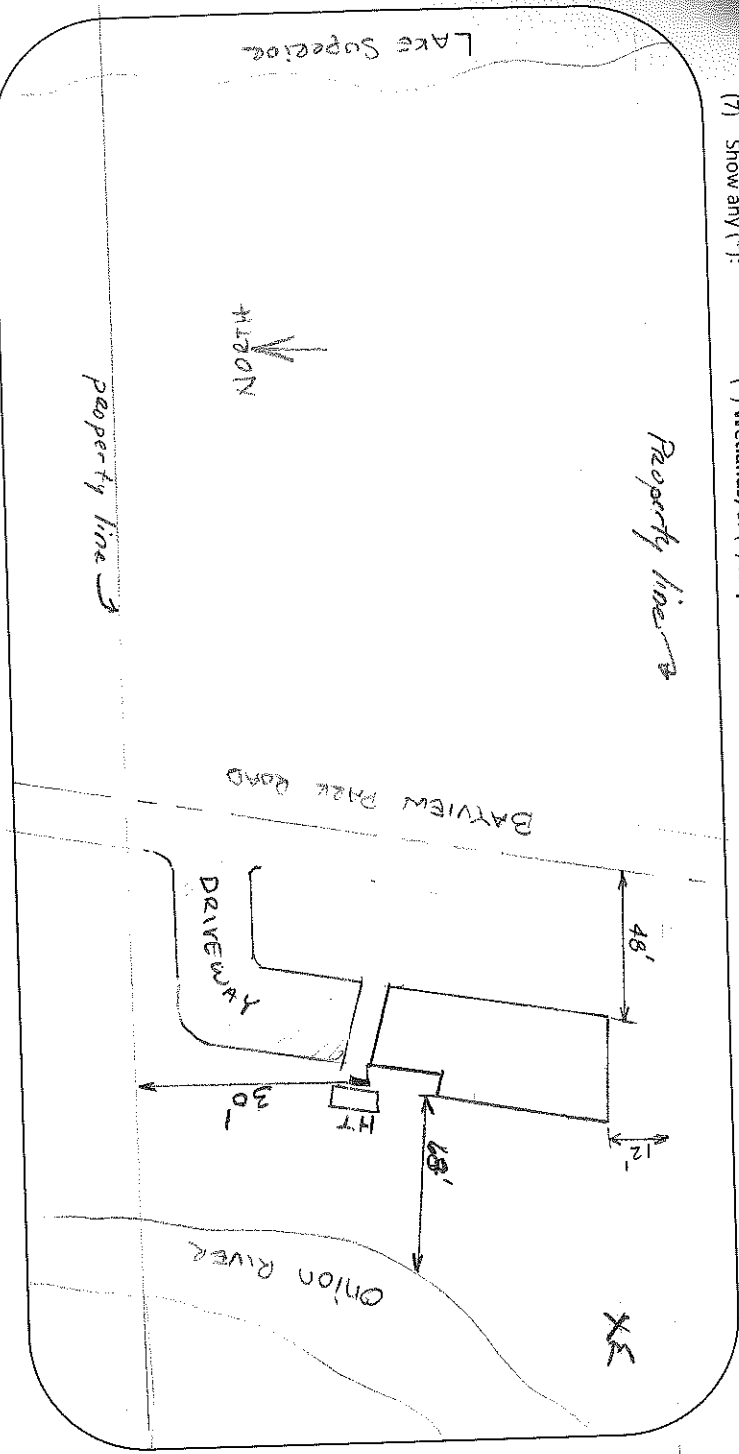 (7) Show any (*):
LAKE Superior
NORTH
Property line
property line
BAYVIEW PARK ROAD
DRIVEWAY
48'
12'
30'
HT
68'
Onion River